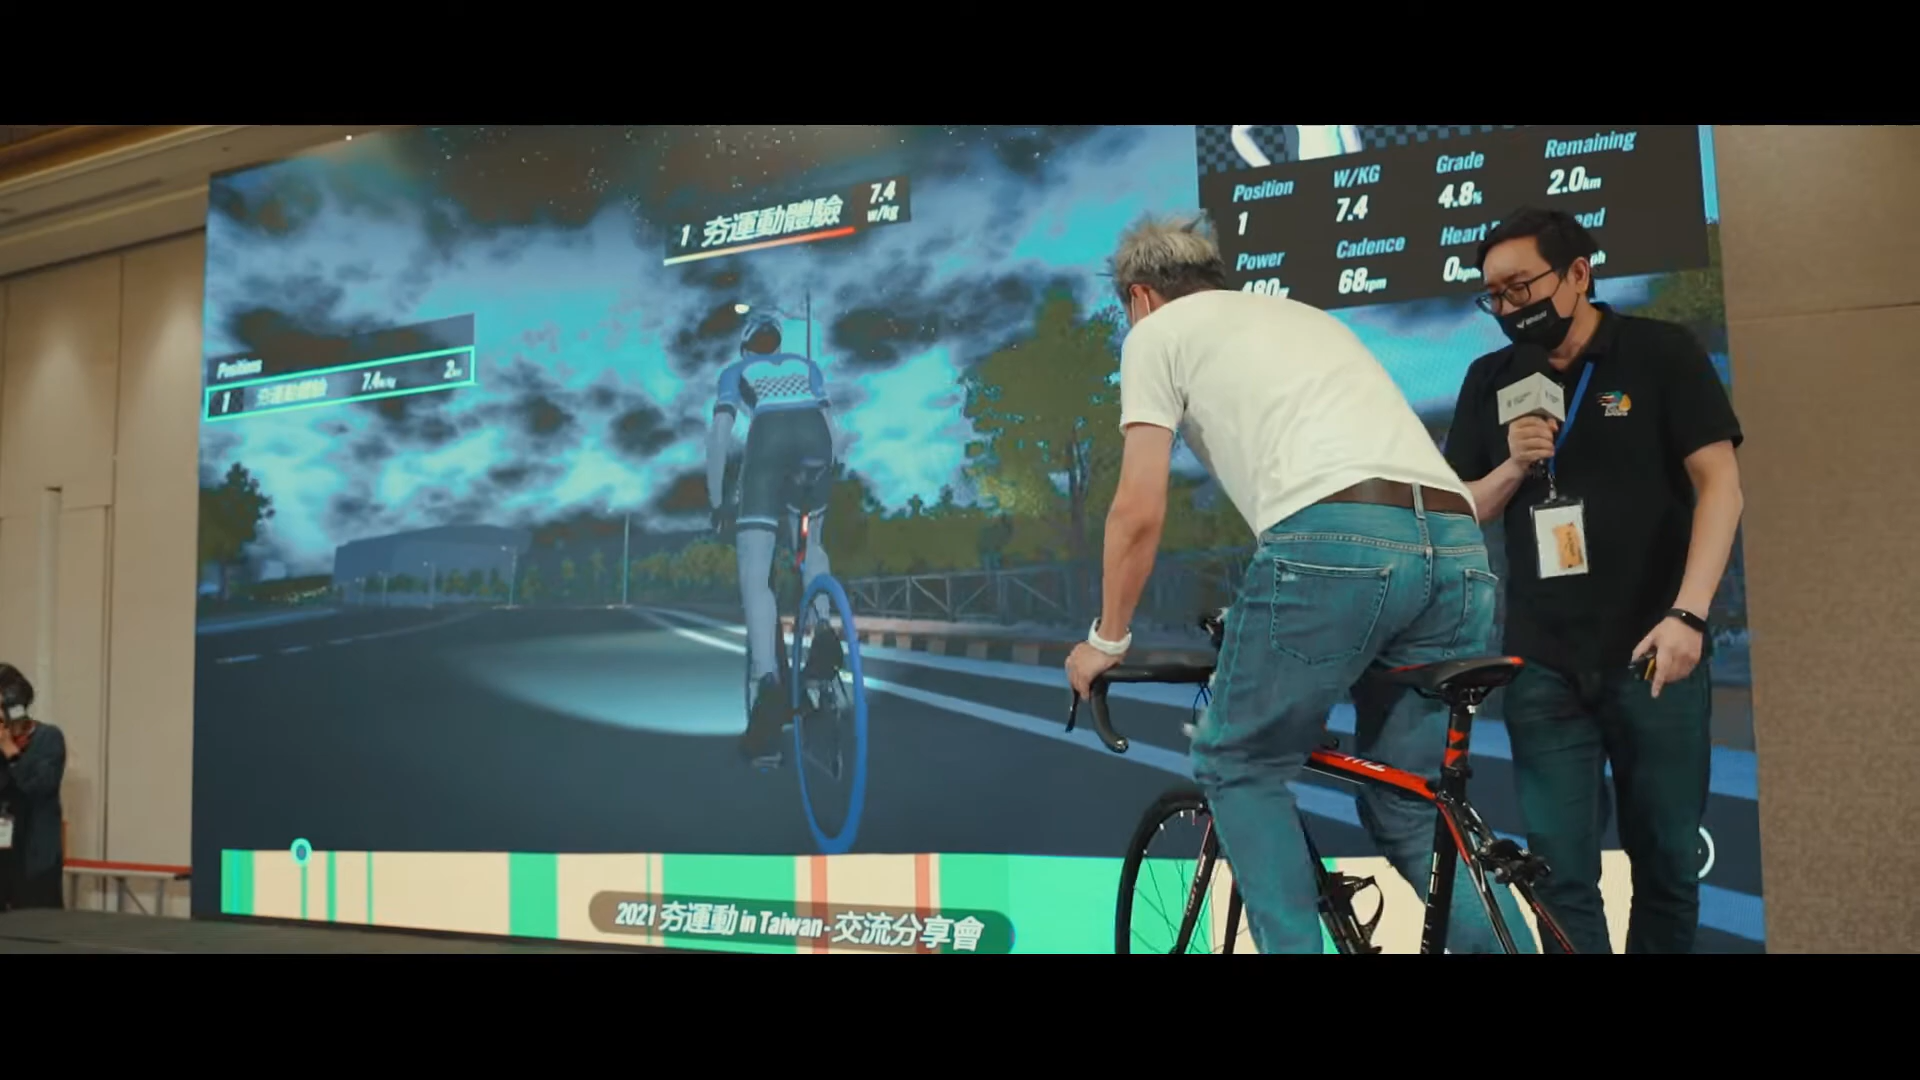 Position
1
W/KG
7.4
Grade
4.8%
Remaining
2.0km
Power
480w
Cadence
68rpm
Heart
0bpm
1 夯運動體驗 7.4 w/kg
Positions
1 夯運動體驗 7.4w/kg 2km
2021 夯運動 in Taiwan - 交流分享會